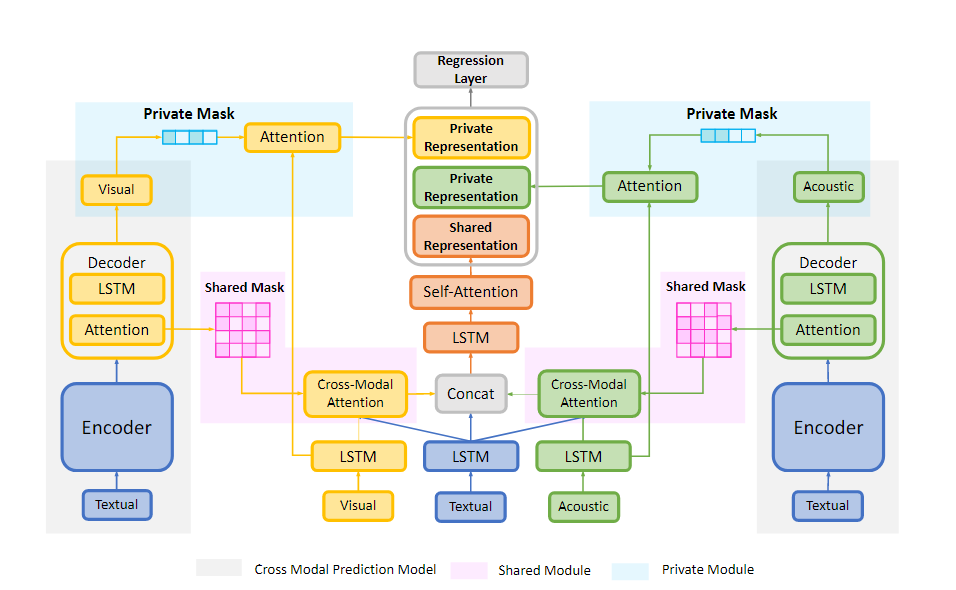 Regression
Layer
Private Mask
Attention
Private
Representation
Private Mask
Visual
Private
Representation
Attention
Acoustic
Shared
Representation
Decoder
LSTM
Attention
Shared Mask
Self-Attention
Shared Mask
Decoder
LSTM
Attention
LSTM
Cross-Modal
Attention
Concat
Cross-Modal
Attention
Encoder
Encoder
LSTM
LSTM
LSTM
Textual
Visual
Textual
Acoustic
Textual
Cross Modal Prediction Model
Shared Module
Private Module